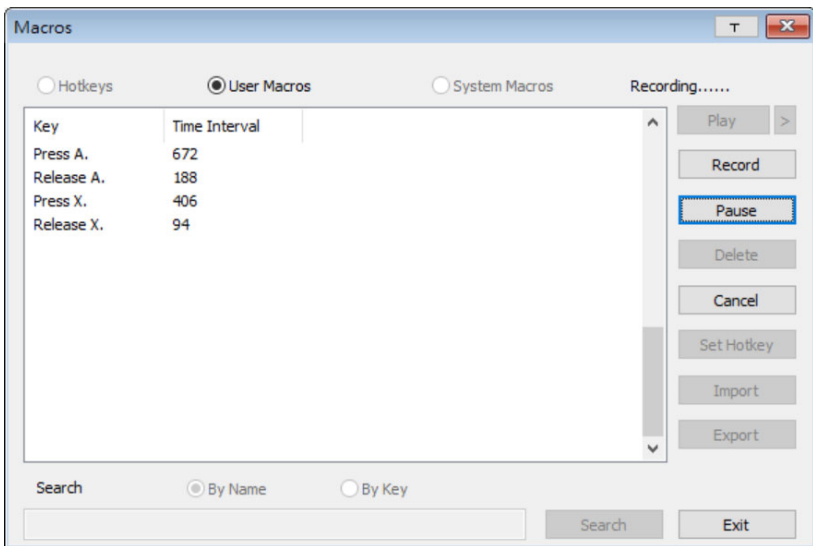 Macros
T
Hotkeys User Macros System Macros Recording......
Key Time Interval
Play >
Press A. 672
Release A. 188
Record
Press X. 406
Release X. 94
Pause
Delete
Cancel
Set Hotkey
Import
Export
Search By Name By Key
Search Exit